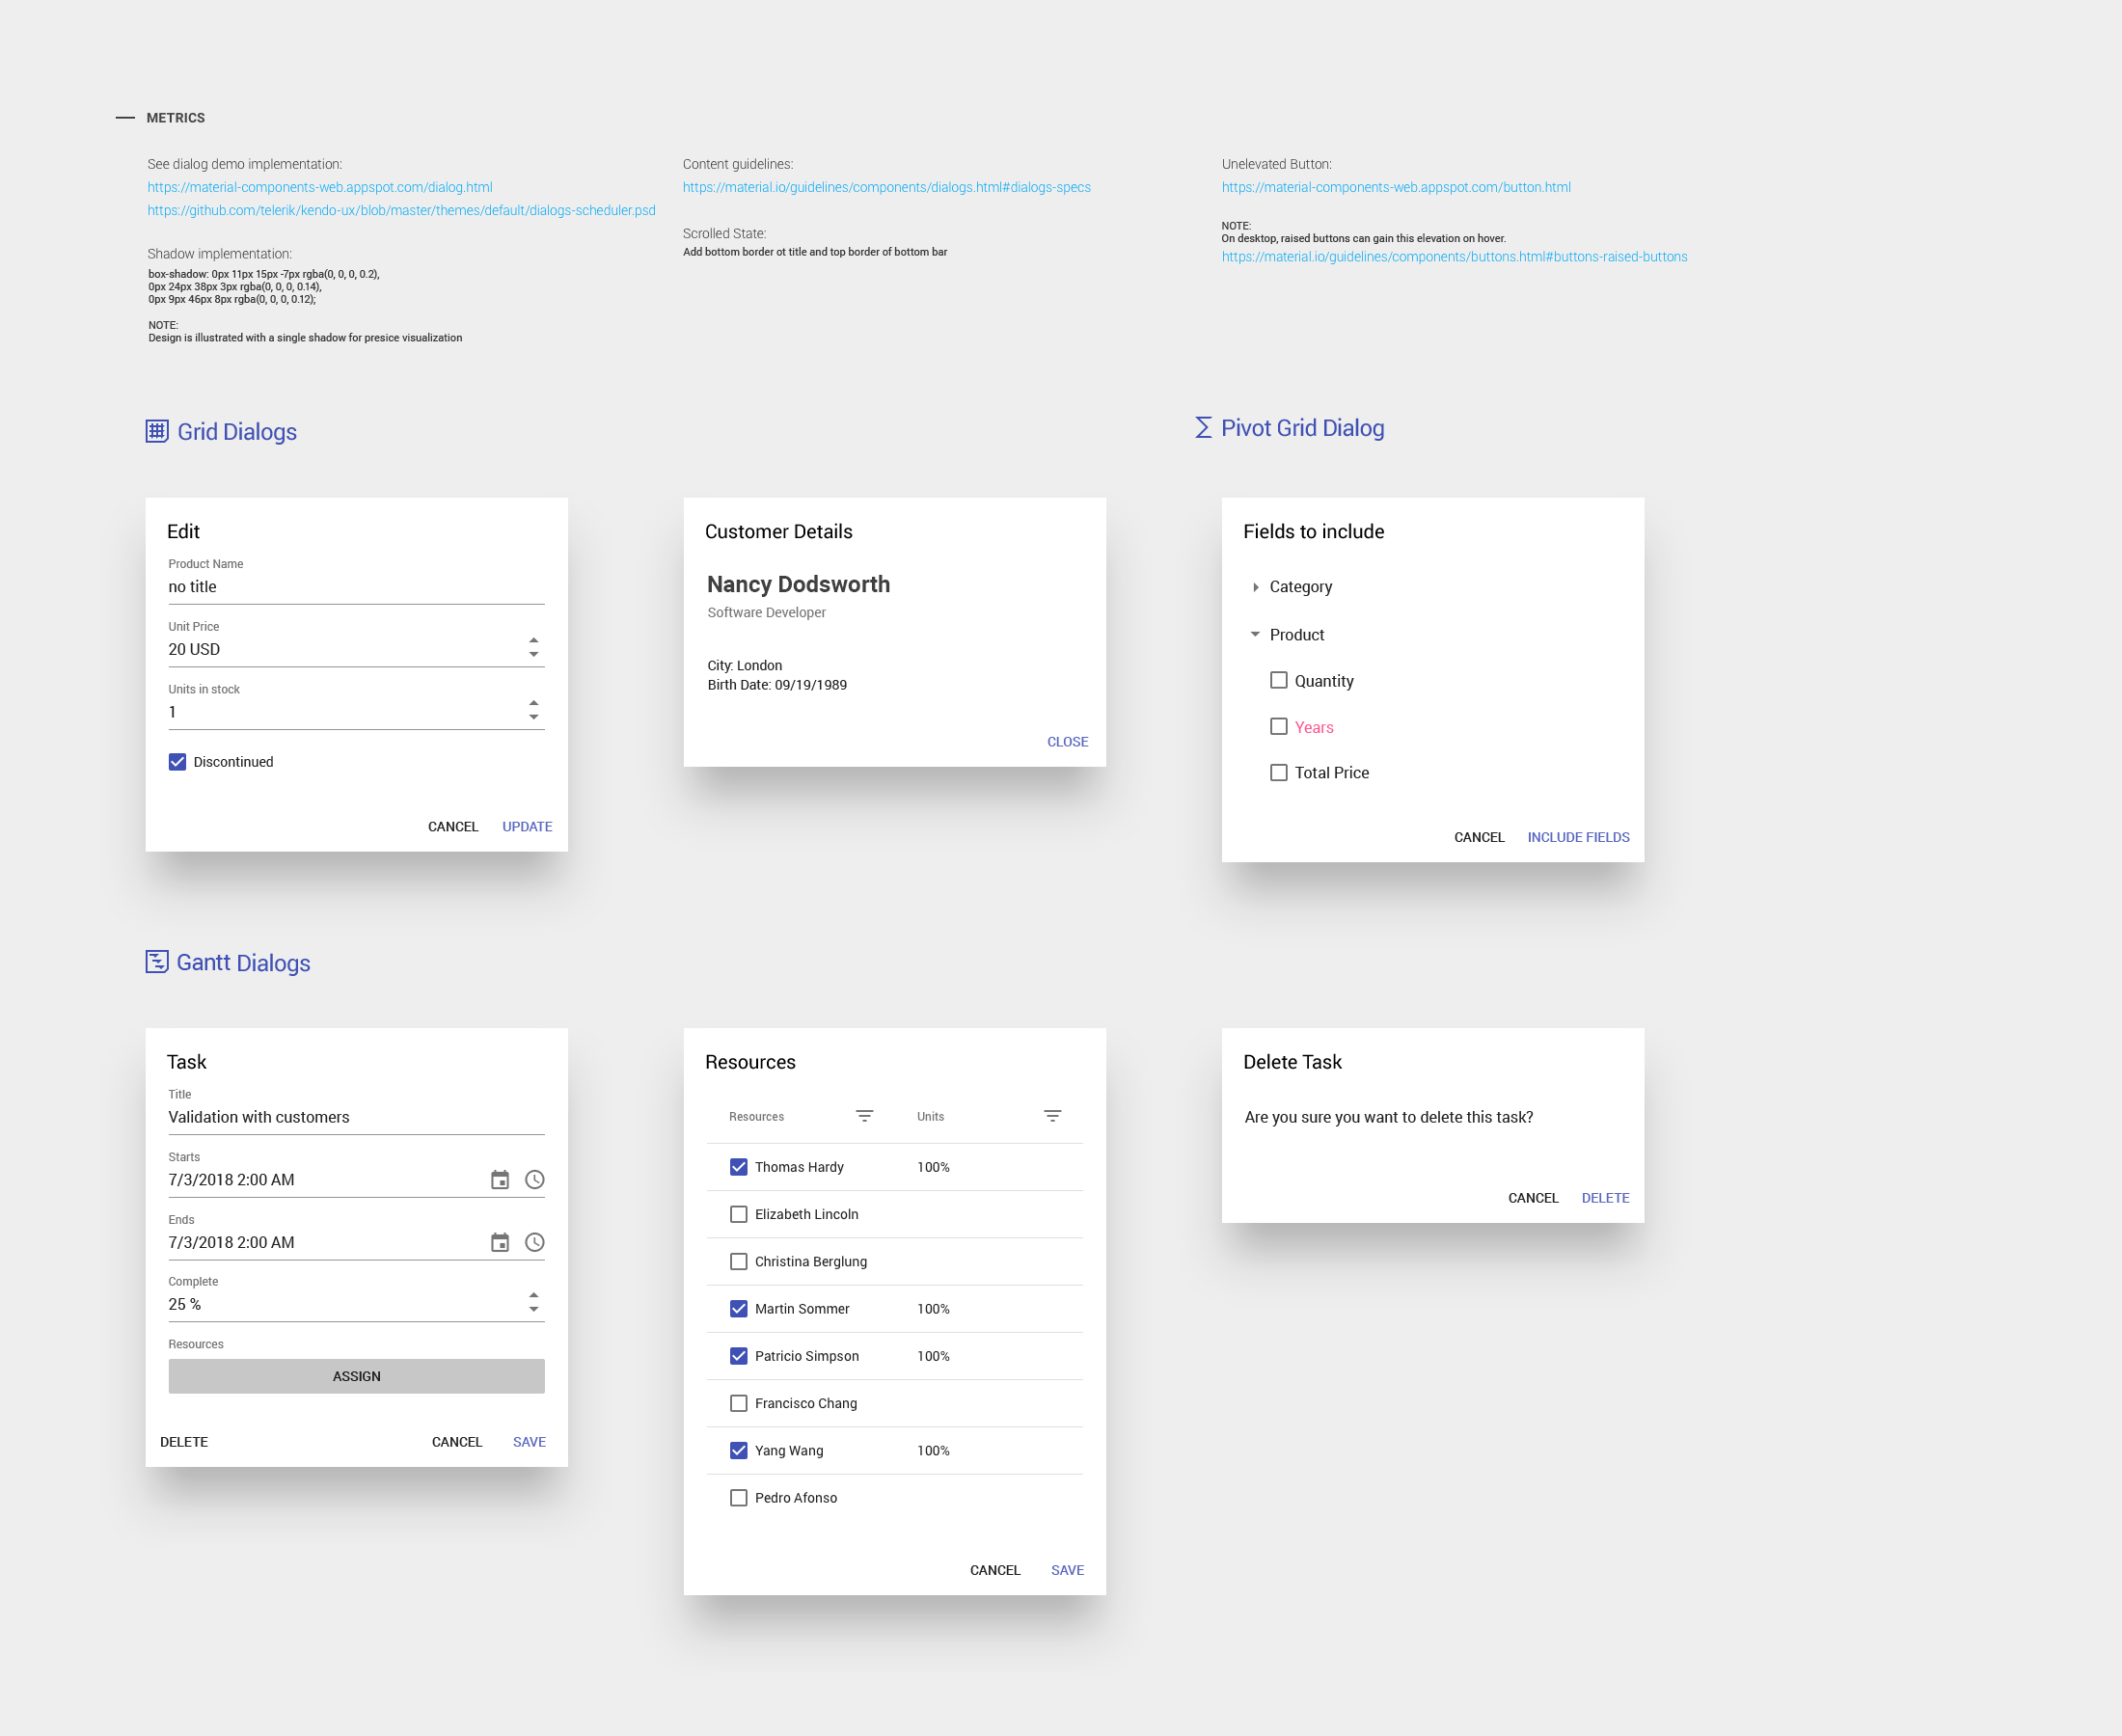 METRICS
See dialog demo implementation:
https://material-components-web.appspot.com/dialog.html
https://github.com/telerik/kendo-ux/blob/master/themes/default/dialogs-scheduler.psd
Shadow implementation:
box-shadow: 0px 11px 15px -7px rgba(0, 0, 0, 0.2),
0px 24px 38px 3px rgba(0, 0, 0, 0.14),
0px 9px 46px 8px rgba(0, 0, 0, 0.12);
NOTE:
Design is illustrated with a single shadow for presice visualization
Content guidelines:
https://material.io/guidelines/components/dialogs.html#dialogs-specs
Scrolled State:
Add bottom border ot title and top border of bottom bar
Unelevated Button:
https://material-components-web.appspot.com/button.html
NOTE:
On desktop, raised buttons can gain this elevation on hover.
https://material.io/guidelines/components/buttons.html#buttons-raised-buttons
Grid Dialogs
Edit
Product Name
no title
Unit Price
20 USD
Units in stock
1
Discontinued
CANCEL UPDATE
Customer Details
Nancy Dodsworth
Software Developer
City: London
Birth Date: 09/19/1989
CLOSE
Pivot Grid Dialog
Fields to include
Category
Product
Quantity
Years
Total Price
CANCEL INCLUDE FIELDS
Gantt Dialogs
Task
Title
Validation with customers
Starts
7/3/2018 2:00 AM
Ends
7/3/2018 2:00 AM
Complete
25 %
Resources
ASSIGN
DELETE CANCEL SAVE
Resources
Resources Units
Thomas Hardy 100%
Elizabeth Lincoln
Christina Berglung
Martin Sommer 100%
Patricio Simpson 100%
Francisco Chang
Yang Wang 100%
Pedro Afonso
CANCEL SAVE
Delete Task
Are you sure you want to delete this task?
CANCEL DELETE